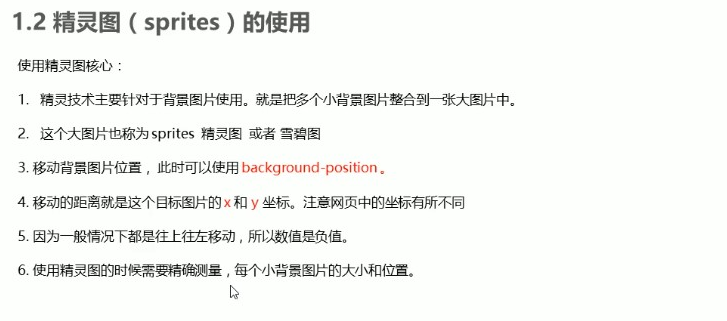 1.2 精灵图（sprites）的使用
使用精灵图核心：
1. 精灵技术主要针对于背景图片使用。就是把多个小背景图片整合到一张大图片中。
2. 这个大图片也称为 sprites 精灵图 或者 雪碧图
3. 移动背景图片位置， 此时可以使用 background-position 。
4. 移动的距离就是这个目标图片的 x 和 y 坐标。注意网页中的坐标有所不同
5. 因为一般情况下都是往上往左移动，所以数值是负值。
6. 使用精灵图的时候需要精确测量，每个小背景图片的大小和位置。